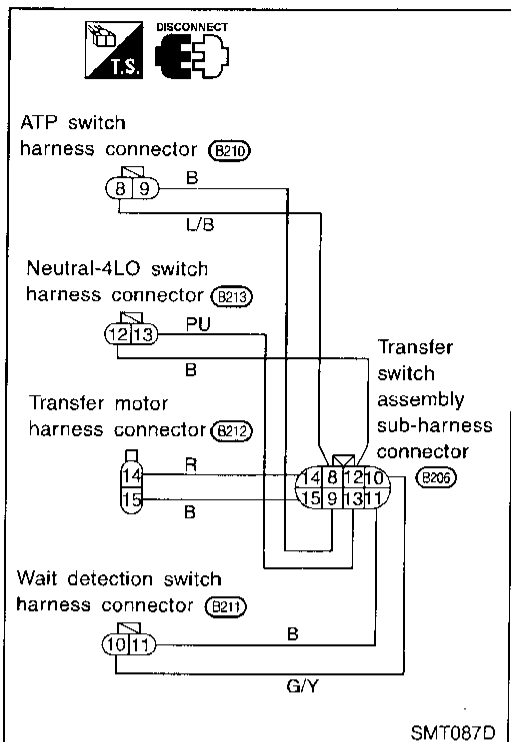 DISCONNECT
T.S.
ATP switch
harness connector B210
8 9
B
L/B
Neutral-4LO switch
harness connector B213
12 13
PU
B
Transfer
switch
assembly
sub-harness
connector
B206
Transfer motor
harness connector B212
14
15
R
B
14 8 12 10
15 9 13 11
Wait detection switch
harness connector B211
10 11
B
G/Y
SMT087D